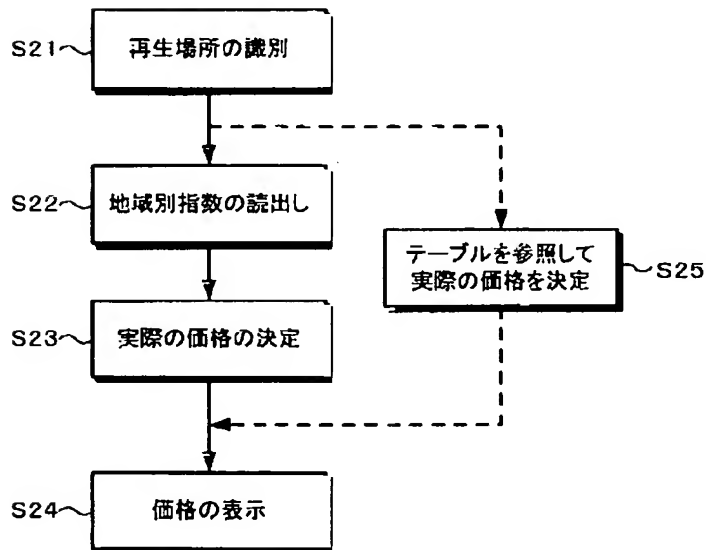 S21
再生場所の識別
S22
地域別指数の読出し
テーブルを参照して
実際の価格を決定
S25
S23
実際の価格の決定
S24
価格の表示